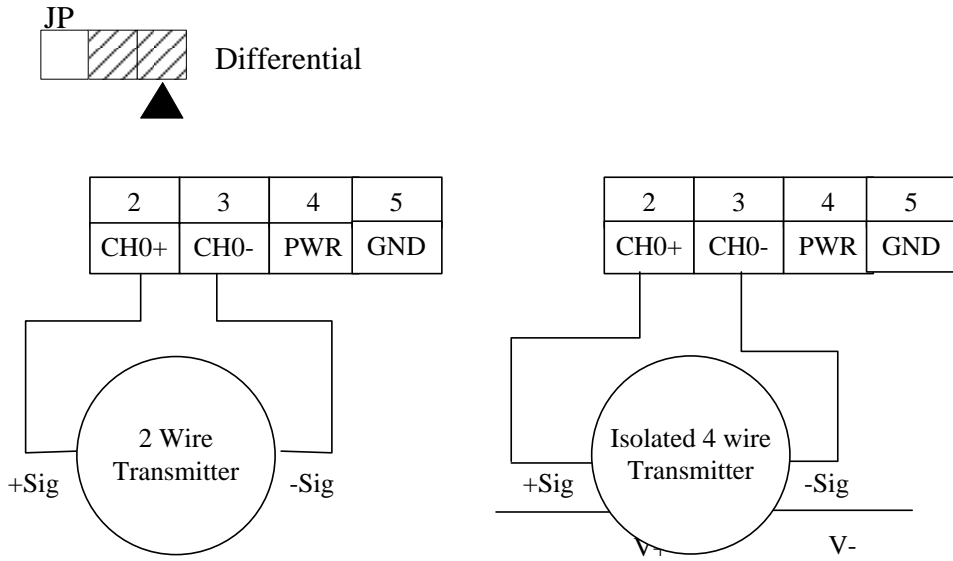 JP
Differential
2 3 4 5
CH0+ CH0- PWR GND
2 Wire
Transmitter
+Sig
-Sig
2 3 4 5
CH0+ CH0- PWR GND
Isolated 4 wire
Transmitter
+Sig
-Sig
V+
V-